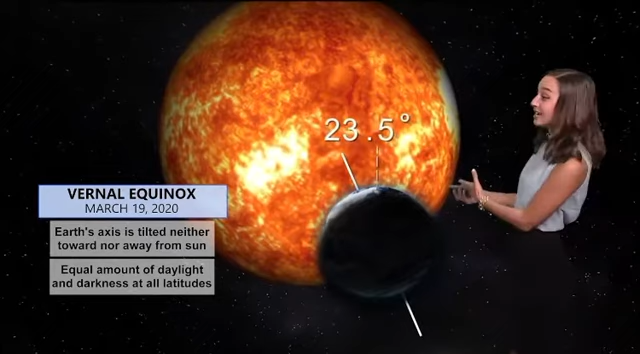 23.5°
VERNAL EQUINOX
MARCH 19, 2020
Earth's axis is tilted neither
toward nor away from sun
Equal amount of daylight
and darkness at all latitudes